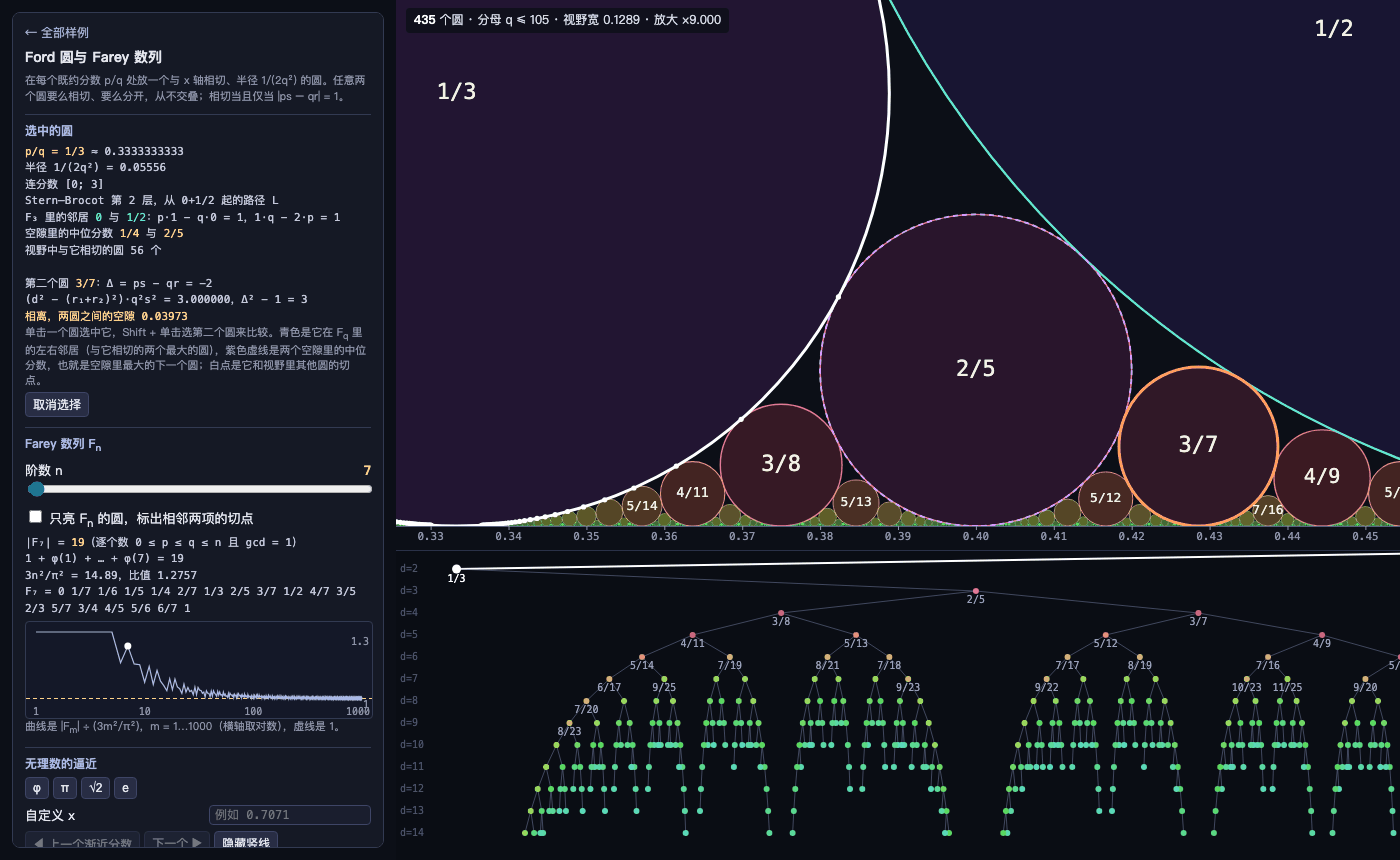 ← 全部样例
Ford 圆与 Farey 数列
在每个既约分数 p/q 处放一个与 x 轴相切、半径 1/(2q²) 的圆。任意两
个圆要么相切、要么分开，从不交叠；相切当且仅当 |ps − qr| = 1。
选中的圆
p/q = 1/3 ≈ 0.3333333333
半径 1/(2q²) = 0.05556
连分数 [0; 3]
Stern–Brocot 第 2 层，从 0+1/2 起的路径 L
F₃ 里的邻居 0 与 1/2：p·1 − q·0 = 1，1·q − 2·p = 1
空隙里的中位分数 1/4 与 2/5
视野中与它相切的圆 56 个
第二个圆 3/7：Δ = ps − qr = −2
(d² − (r₁+r₂)²)·q²s² = 3.000000，Δ² − 1 = 3
相离，两圆之间的空隙 0.03973
单击一个圆选中它，Shift + 单击选第二个圆来比较。青色是它在 Fq 里
的左右邻居（与它相切的两个最大的圆），紫色虚线是两个空隙里的中位
分数，也就是空隙里最大的下一个圆；白点是它和视野里其他圆的切
点。
取消选择
Farey 数列 Fn
阶数 n 7
只亮 Fn 的圆，标出相邻两项的切点
|F₇| = 19（逐个数 0 ≤ p ≤ q ≤ n 且 gcd = 1）
1 + φ(1) + … + φ(7) = 19
3n²/π² = 14.89，比值 1.2757
F₇ = 0 1/7 1/6 1/5 1/4 2/7 1/3 2/5 3/7 1/2 4/7 3/5
2/3 5/7 3/4 4/5 5/6 6/7 1
1.3
1
1 10 100 1000
曲线是 |Fm| ÷ (3m²/π²)，m = 1…1000（横轴取对数），虚线是 1。
无理数的逼近
φ π √2 e
自定义 x 例如 0.7071
◀ 上一个渐近分数 下一个 ▶ 隐藏竖线
435 个圆 · 分母 q ≤ 105 · 视野宽 0.1289 · 放大 ×9.000
1/2
1/3
2/5
3/7
3/8
4/9
4/11 5/14 5/13 5/12 7/16 5/
0.33 0.34 0.35 0.36 0.37 0.38 0.39 0.40 0.41 0.42 0.43 0.44 0.45
d=2 1/3
d=3 2/5
d=4 3/8 3/7
d=5 4/11 5/13 5/12 4/9
d=6 5/14 7/19 8/21 7/18 7/17 8/19 7/16 5/
d=7 6/17 9/25 9/23 9/22 10/23 11/25 9/20
d=8 7/20
d=9 8/23
d=10
d=11
d=12
d=13
d=14